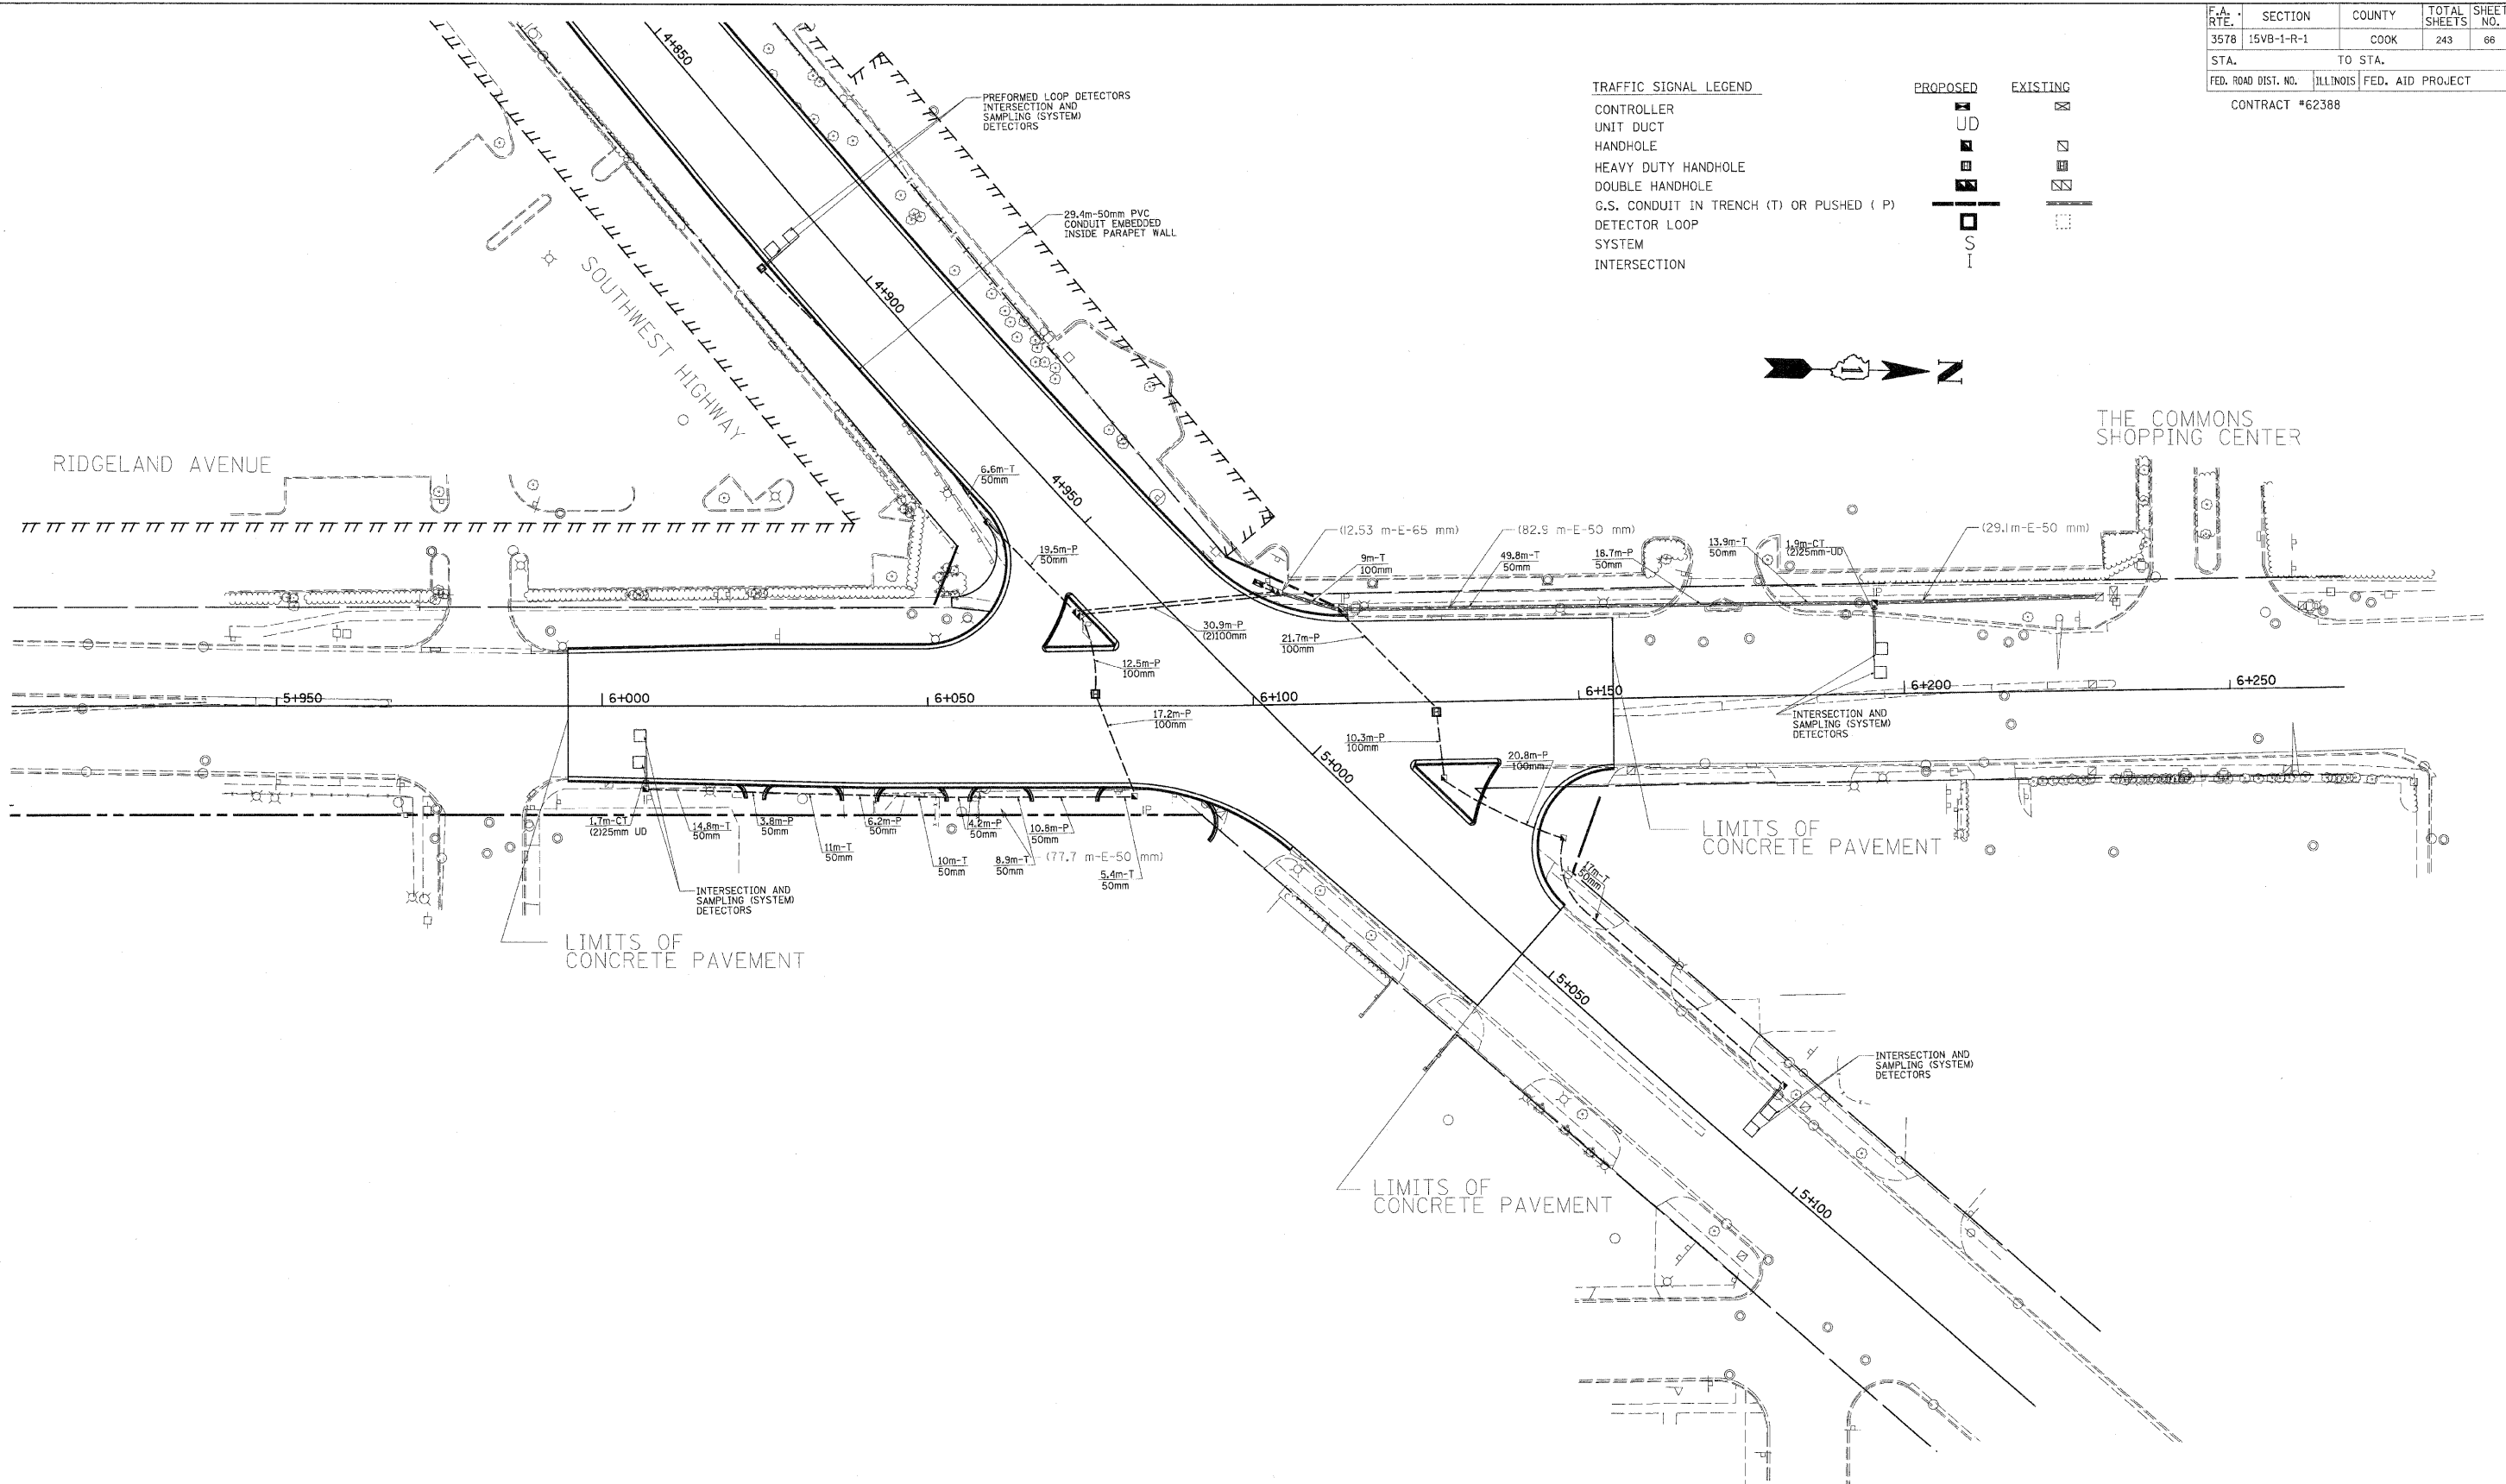 F.A. RTE. SECTION COUNTY TOTAL SHEETS SHEET NO.
3578 15VB-1-R-1 COOK 243 66
STA. TO STA.
FED. ROAD DIST. NO. ILLINOIS FED. AID PROJECT
CONTRACT #62388
TRAFFIC SIGNAL LEGEND PROPOSED EXISTING
CONTROLLER
UNIT DUCT UD
HANDHOLE
HEAVY DUTY HANDHOLE
DOUBLE HANDHOLE
G.S. CONDUIT IN TRENCH (T) OR PUSHED ( P)
DETECTOR LOOP
SYSTEM S
INTERSECTION I
4+850
PREFORMED LOOP DETECTORS
INTERSECTION AND
SAMPLING (SYSTEM)
DETECTORS
29.4m-50mm PVC
CONDUIT EMBEDDED
INSIDE PARAPET WALL
SOUTHWEST HIGHWAY
4+900
1
N
THE COMMONS
SHOPPING CENTER
RIDGELAND AVENUE
6.6m-T
50mm
4+950
19.5m-P
50mm
(12.53 m-E-65 mm)
(82.9 m-E-50 mm)
9m-T
100mm
49.8m-T
50mm
18.7m-P
50mm
13.9m-T
50mm
1.9m-CT
(2)25mm-UD
(29.1m-E-50 mm)
30.9m-P
(2)100mm
21.7m-P
100mm
12.5m-P
100mm
5+950
6+000
6+050
6+100
6+150
6+200
6+250
17.2m-P
100mm
10.3m-P
100mm
INTERSECTION AND
SAMPLING (SYSTEM)
DETECTORS
5+000
20.8m-P
100mm
1.7m-CT
(2)25mm UD
14.8m-T
50mm
3.8m-P
50mm
11m-T
50mm
6.2m-P
50mm
10m-T
50mm
4.2m-P
50mm
8.9m-T
50mm
10.8m-P
50mm
(77.7 m-E-50 mm)
5.4m-T
50mm
LIMITS OF
CONCRETE PAVEMENT
17m-T
50mm
INTERSECTION AND
SAMPLING (SYSTEM)
DETECTORS
LIMITS OF
CONCRETE PAVEMENT
5+050
INTERSECTION AND
SAMPLING (SYSTEM)
DETECTORS
LIMITS OF
CONCRETE PAVEMENT
5+100